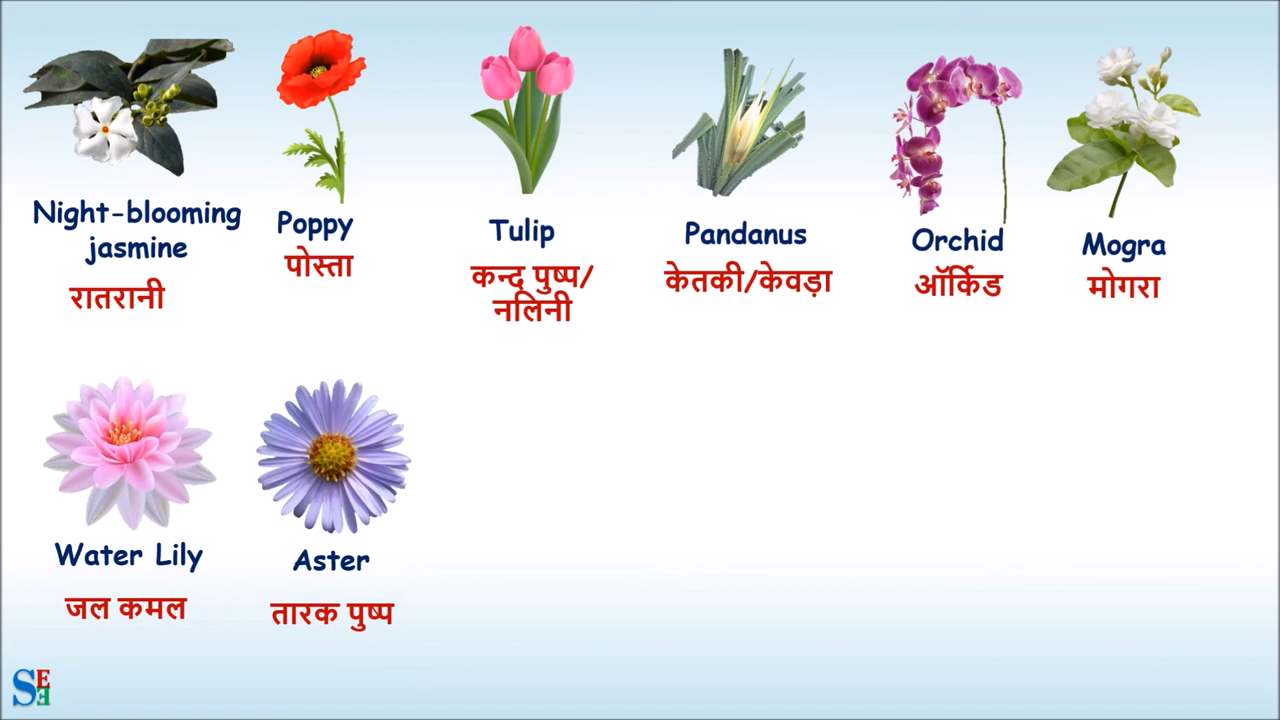 Night-blooming
jasmine
रातरानी
Poppy
पोस्ता
Tulip
कन्द पुष्प/
नलिनी
Pandanus
केतकी/केवड़ा
Orchid
ऑर्किड
Mogra
मोगरा
Water Lily
जल कमल
Aster
तारक पुष्प
SEE